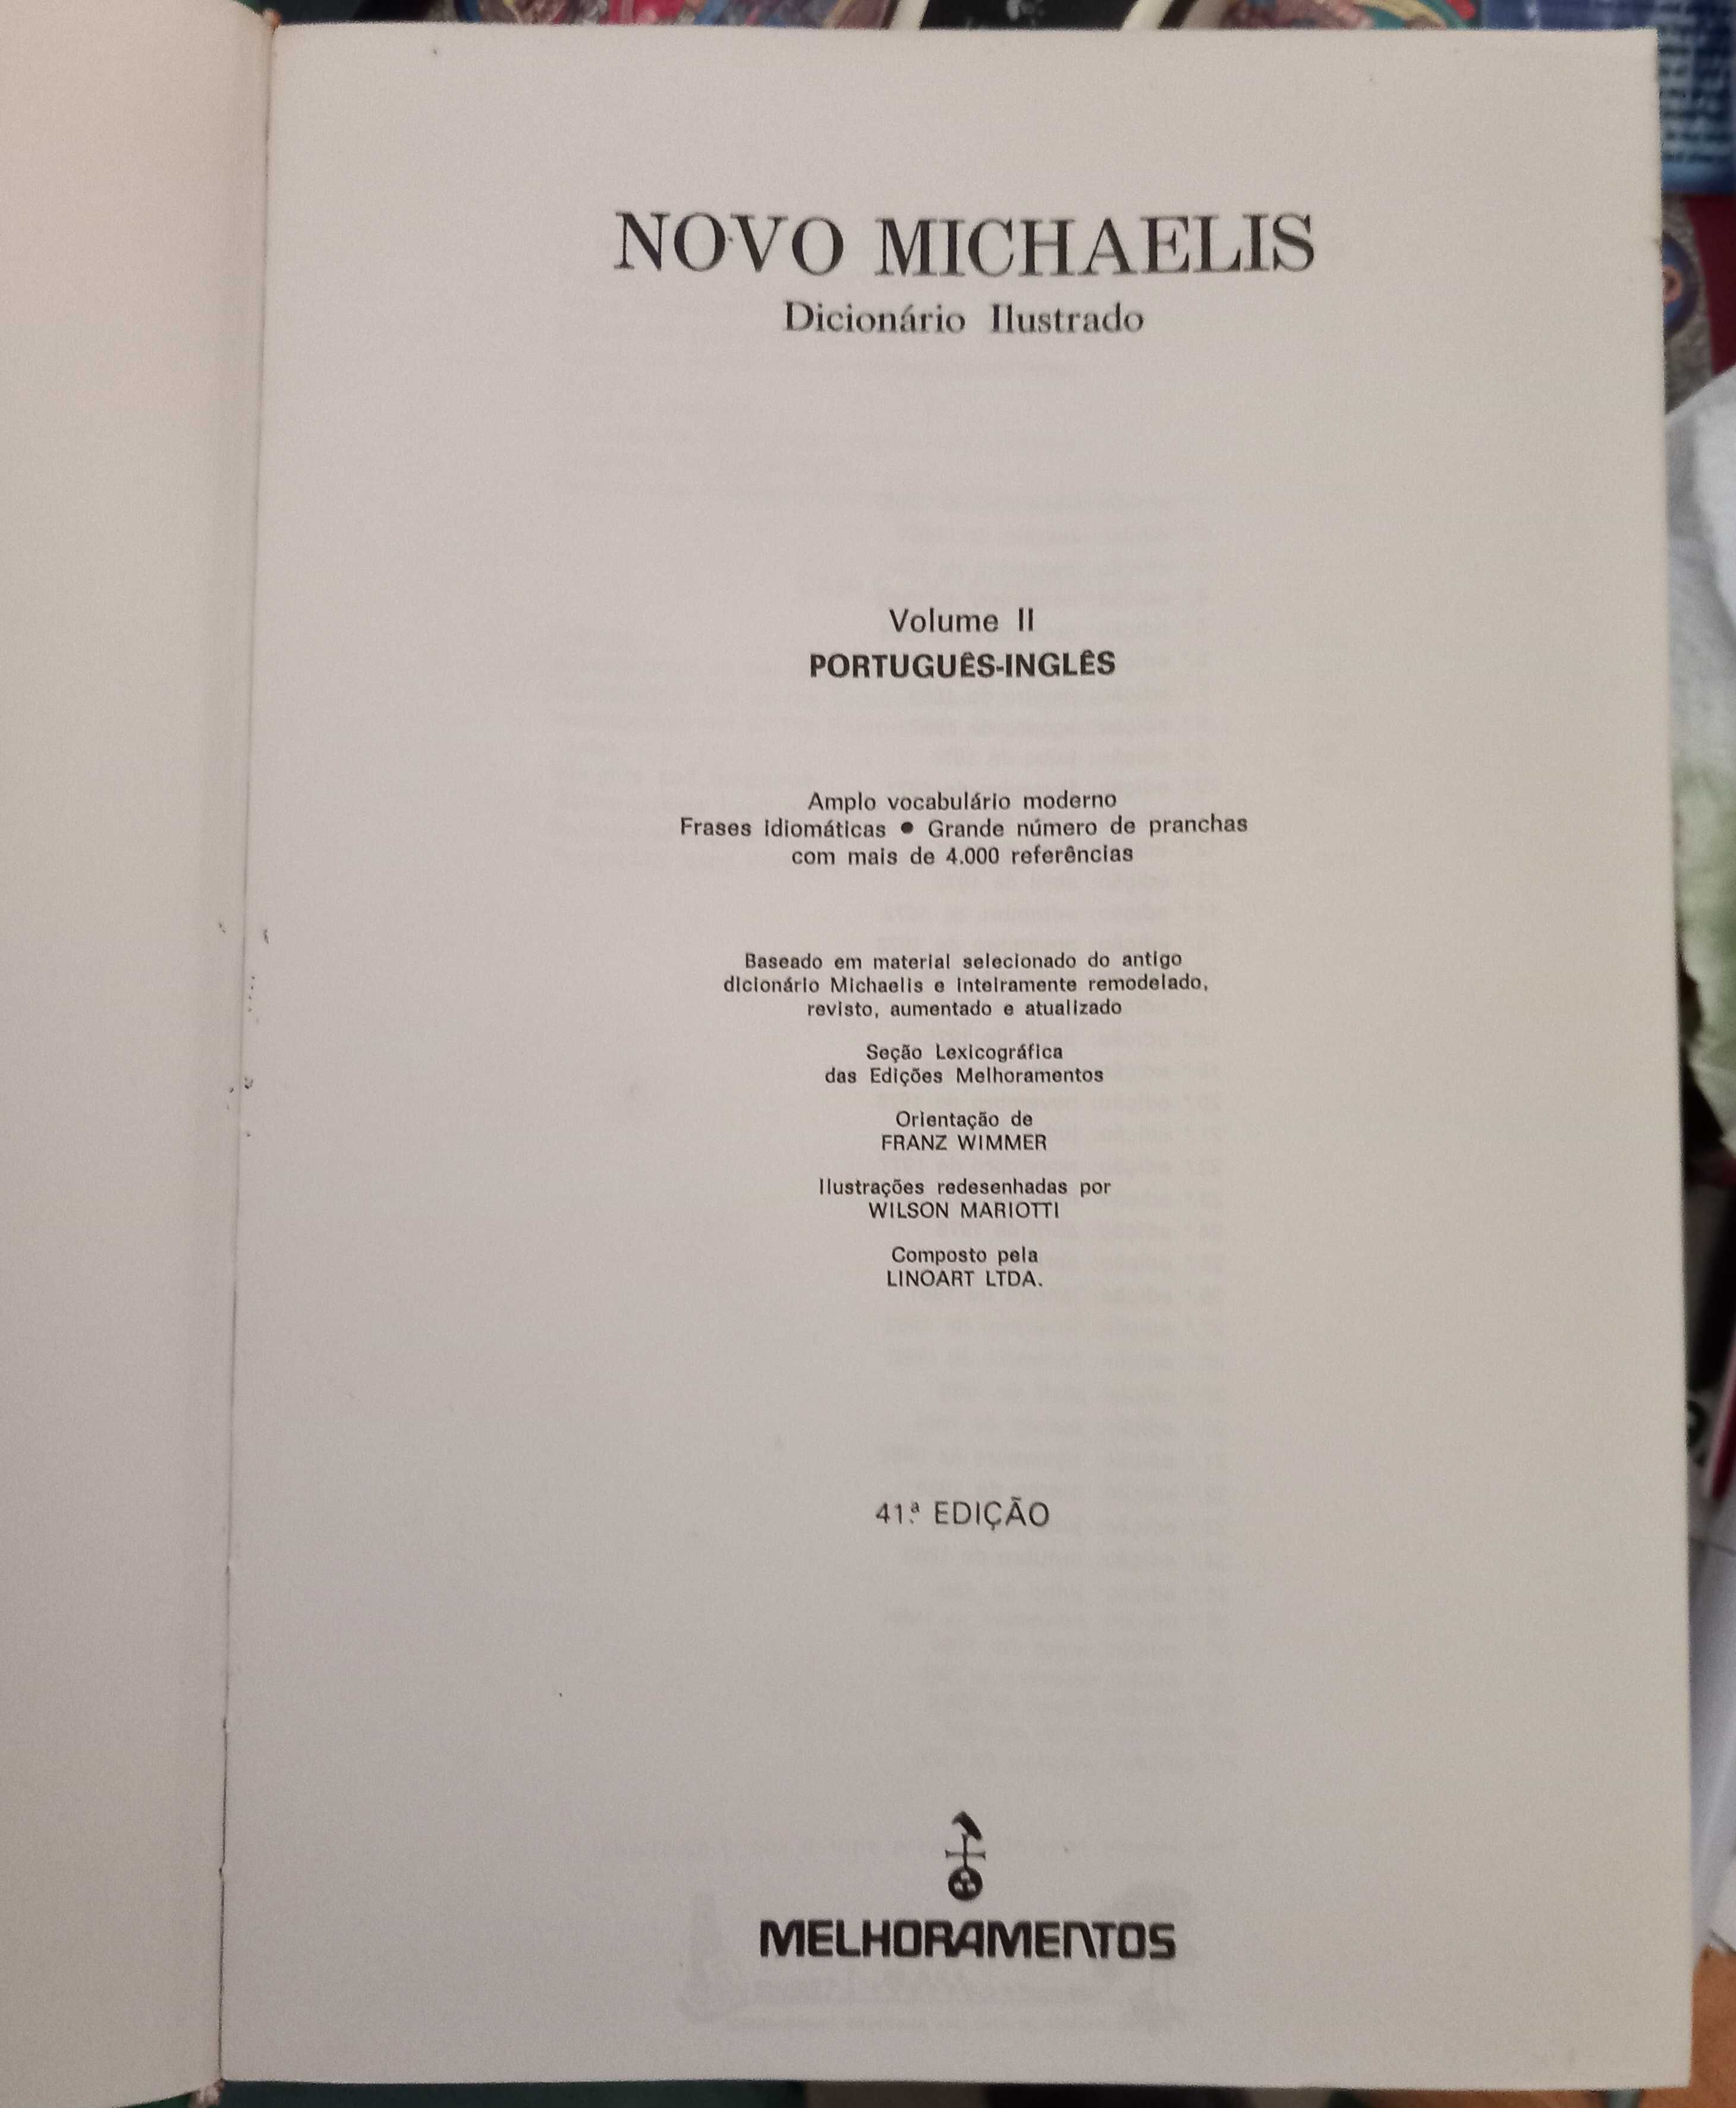 NOVO MICHAELIS
Dicionário Ilustrado
Volume II
PORTUGUÊS-INGLÊS
Amplo vocabulário moderno
Frases idiomáticas ● Grande número de pranchas
com mais de 4.000 referências
Baseado em material selecionado do antigo
dicionário Michaelis e inteiramente remodelado,
revisto, aumentado e atualizado
Seção Lexicográfica
das Edições Melhoramentos
Orientação de
FRANZ WIMMER
Ilustrações redesenhadas por
WILSON MARIOTTI
Composto pela
LINOART LTDA.
41.ª EDIÇÃO
MELHORAMENTOS